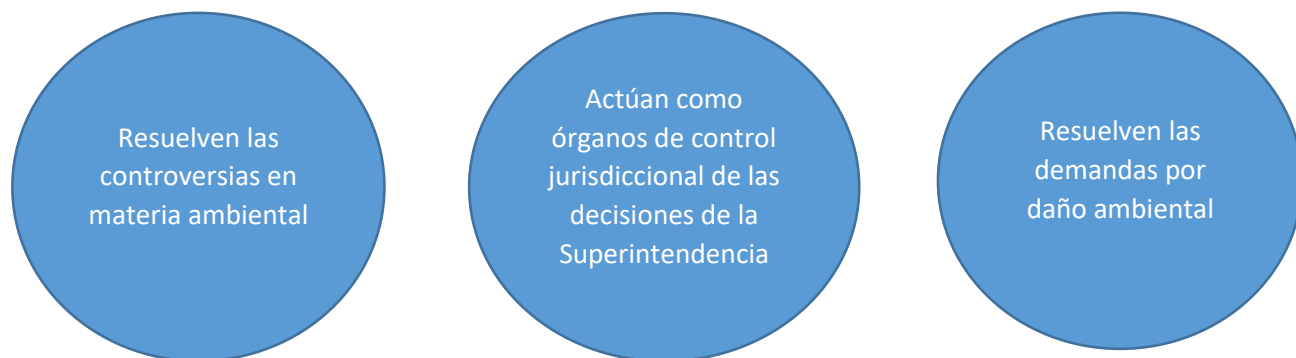 Resuelven las
controversias en
materia ambiental
Actúan como
órganos de control
jurisdiccional de las
decisiones de la
Superintendencia
Resuelven las
demandas por
daño ambiental